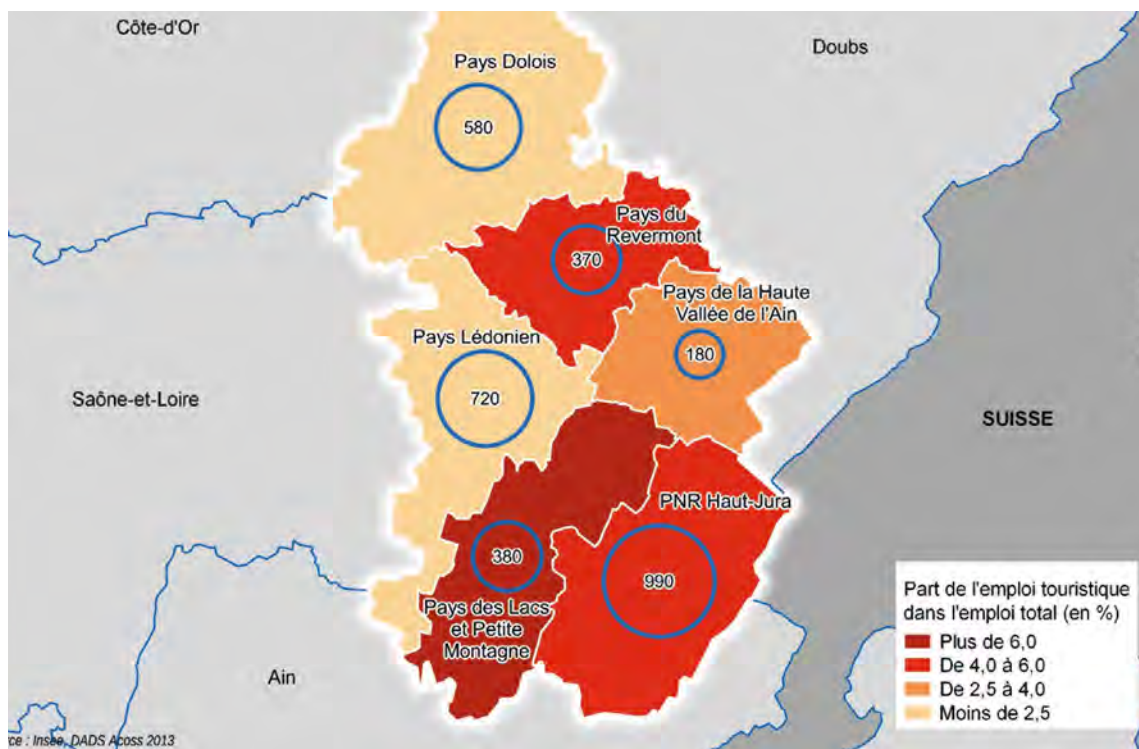 Côte-d'Or
Doubs
Pays Dolois
580
Pays du
Revermont
370
Pays de la Haute
Vallée de l'Ain
180
Pays Lédonien
720
Saône-et-Loire
SUISSE
PNR Haut-Jura
990
380
Pays des Lacs
et Petite
Montagne
Ain
Part de l'emploi touristique
dans l'emploi total (en %)
Plus de 6,0
De 4,0 à 6,0
De 2,5 à 4,0
Moins de 2,5
ce : Insee, DADS Acoss 2013